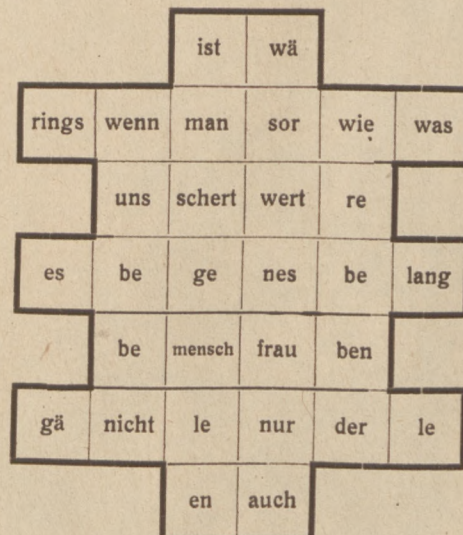 ist wä
rings wenn man sor wie was
uns schert wert re
es be ge nes be lang
be mensch frau ben
gä nicht le nur der le
en auch